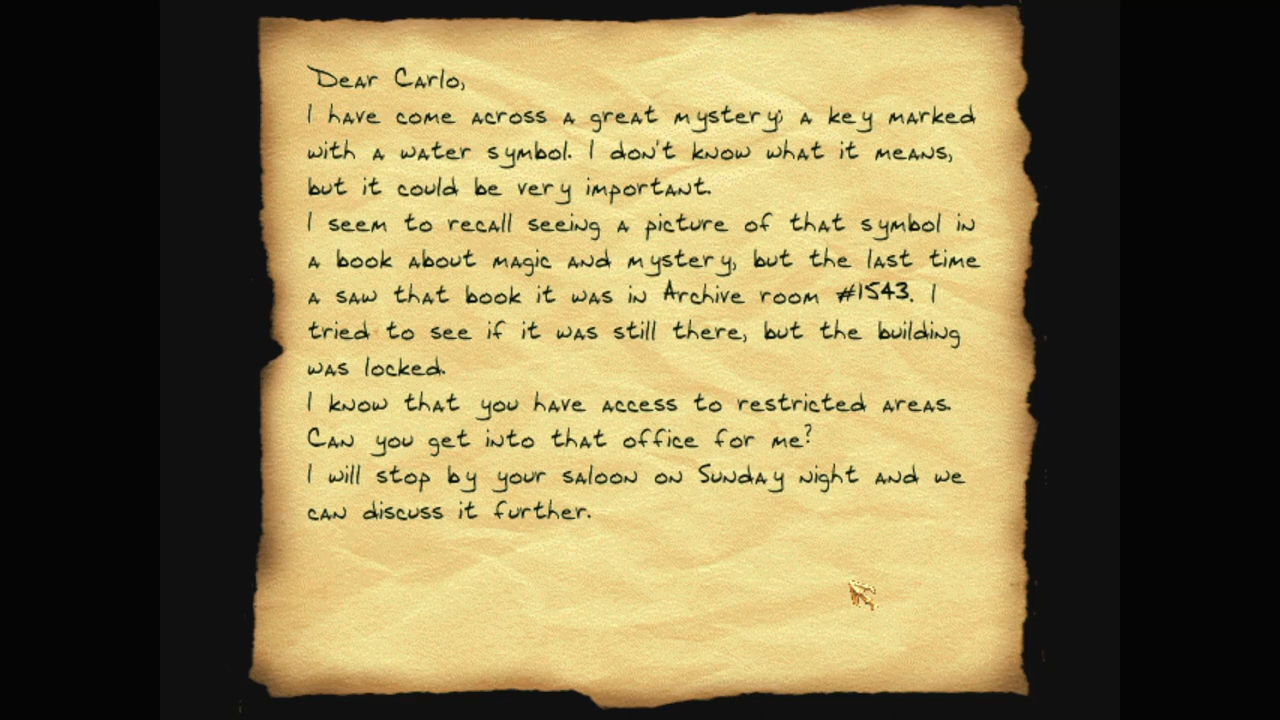 Dear Carlo,
I have come across a great mystery; a key marked
with a water symbol. I don't know what it means,
but it could be very important.
I seem to recall seeing a picture of that symbol in
a book about magic and mystery, but the last time
a saw that book it was in Archive room #1543. I
tried to see if it was still there, but the building
was locked.
I know that you have access to restricted areas.
Can you get into that office for me?
I will stop by your saloon on Sunday night and we
can discuss it further.